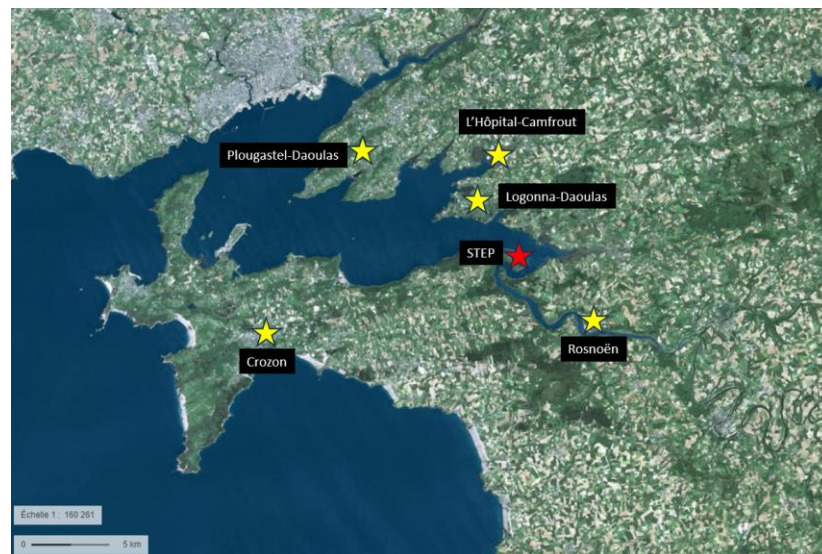 L'Hôpital-Camfrout
Plougastel-Daoulas
Logonna-Daoulas
STEP
Rosnoën
Crozon
Échelle 1 : 160 261
0 5 km